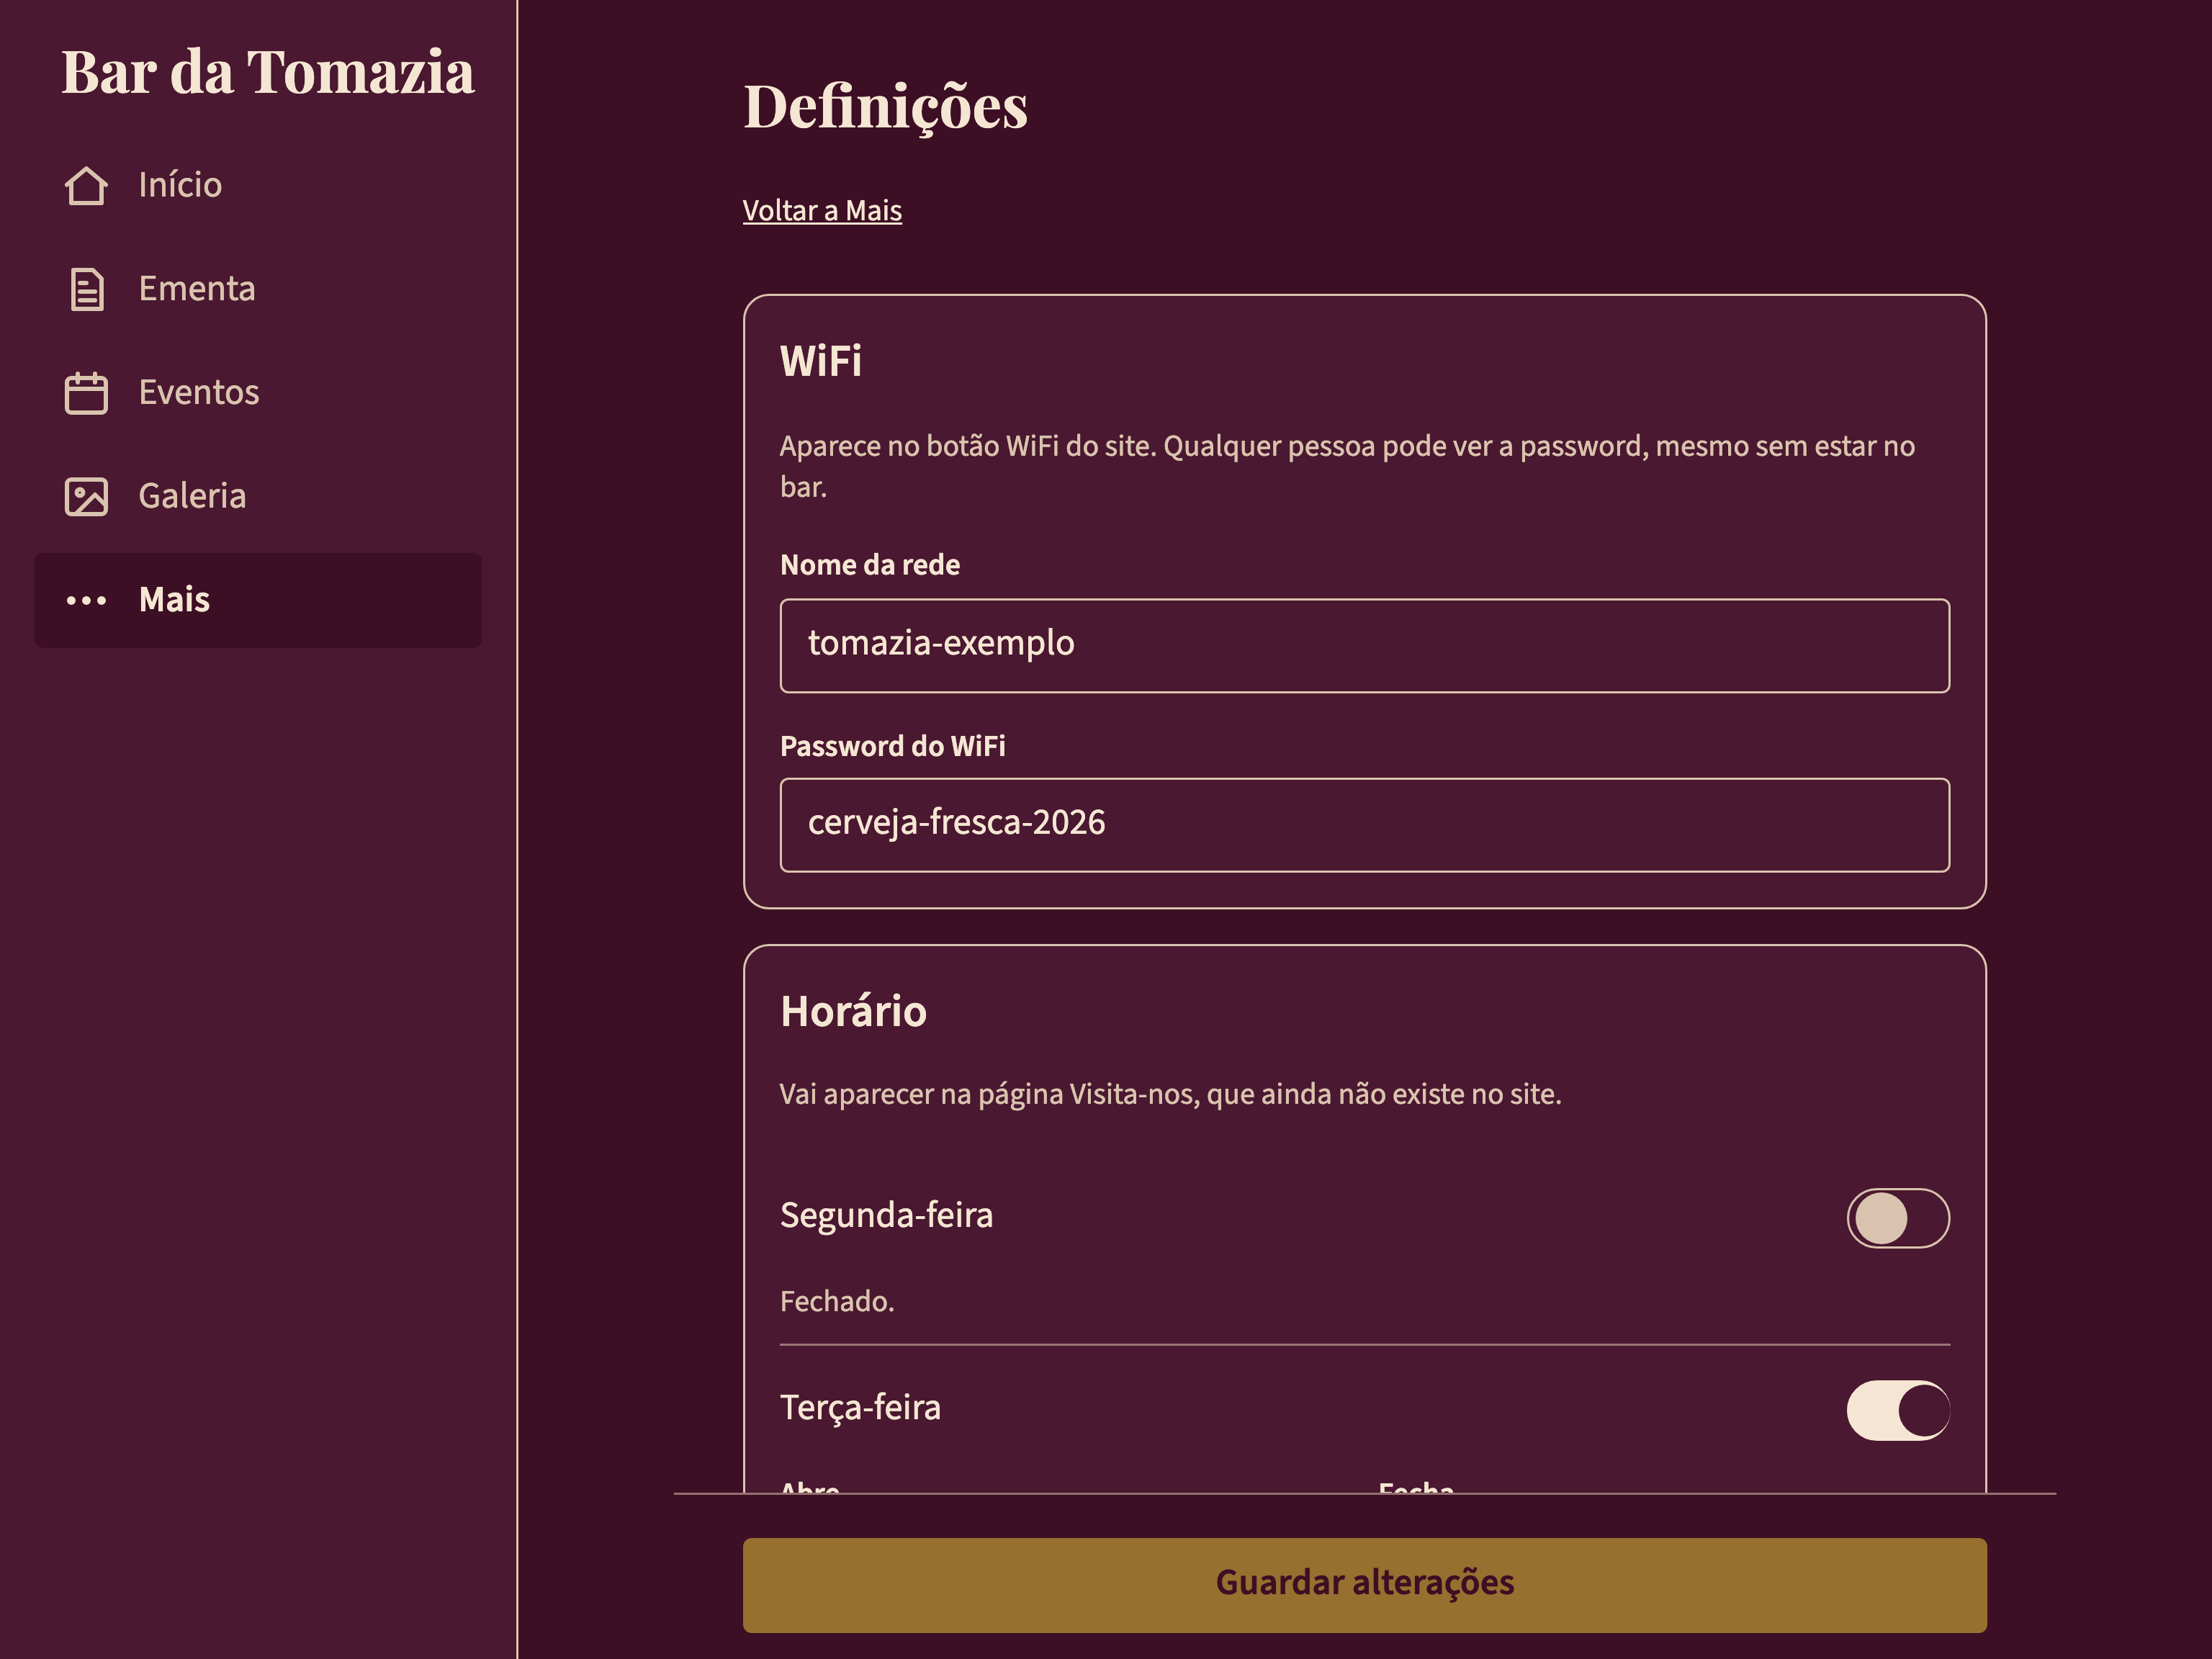 Bar da Tomazia
Início
Ementa
Eventos
Galeria
Mais
Definições
Voltar a Mais
WiFi
Aparece no botão WiFi do site. Qualquer pessoa pode ver a password, mesmo sem estar no
bar.
Nome da rede
tomazia-exemplo
Password do WiFi
cerveja-fresca-2026
Horário
Vai aparecer na página Visita-nos, que ainda não existe no site.
Segunda-feira
Fechado.
Terça-feira
Abre
Fecha
Guardar alterações